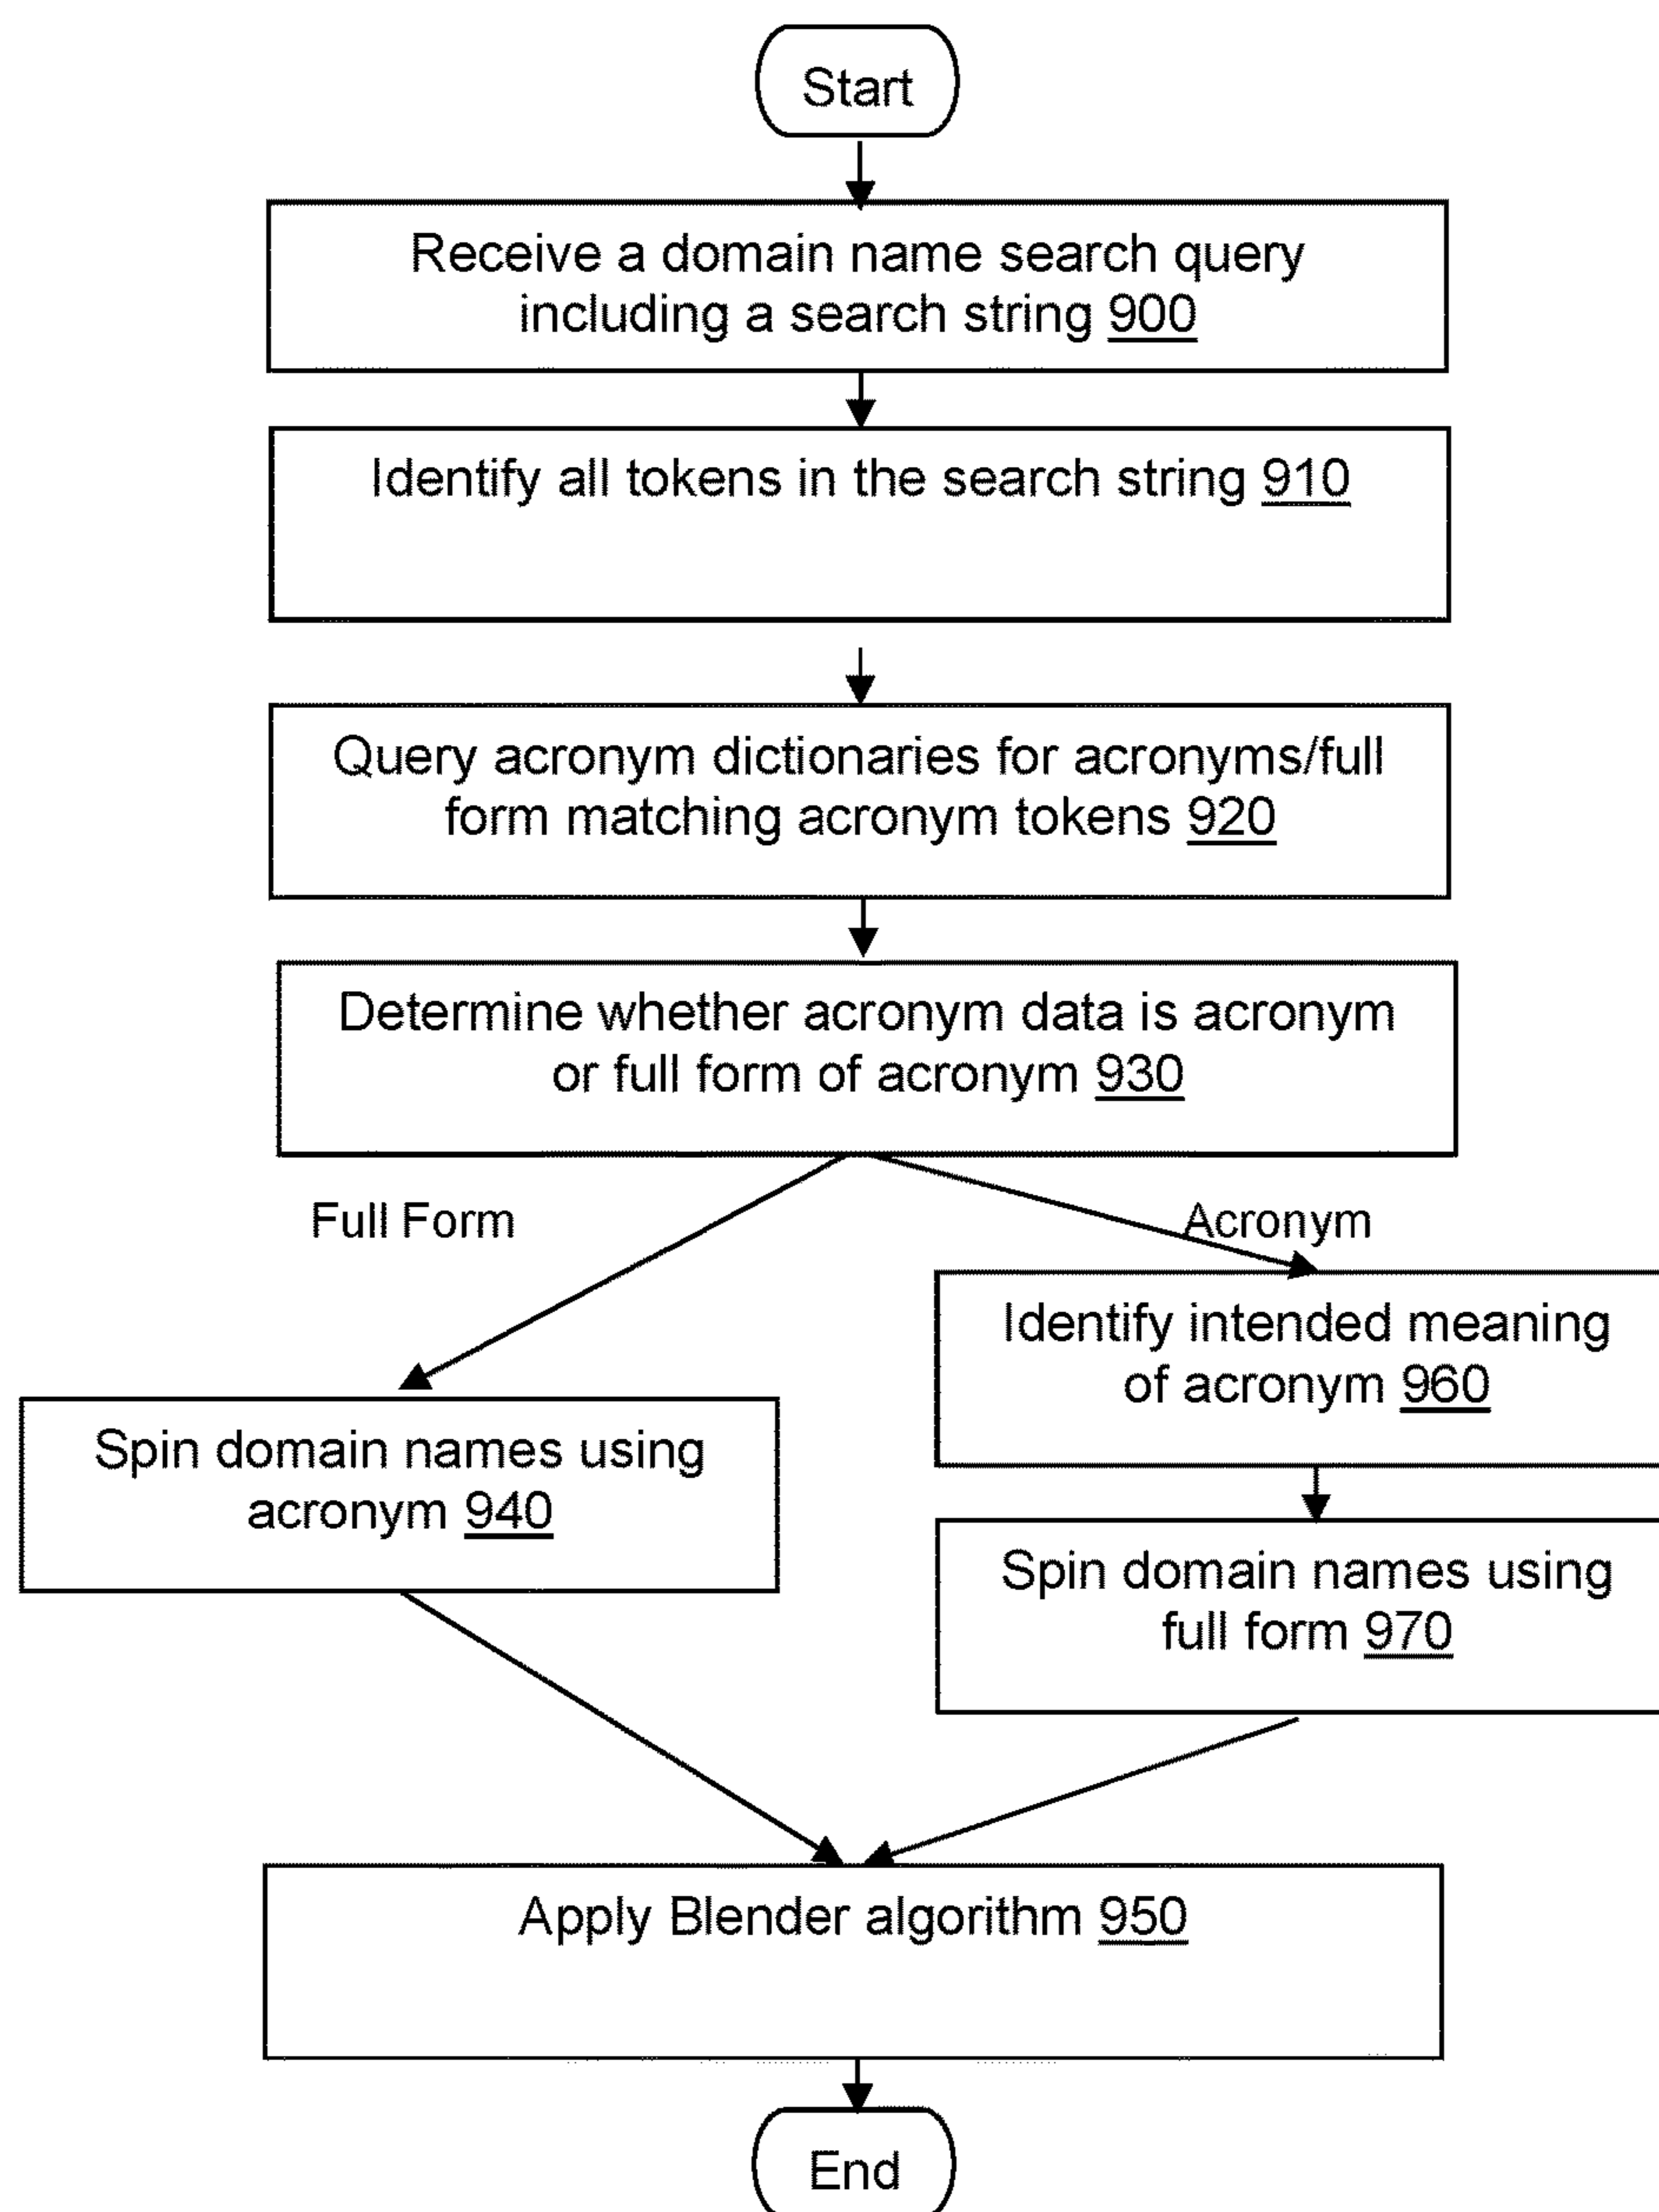 Start
Receive a domain name search query
including a search string 900
Identify all tokens in the search string 910
Query acronym dictionaries for acronyms/full
form matching acronym tokens 920
Determine whether acronym data is acronym
or full form of acronym 930
Full Form
Acronym
Identify intended meaning
of acronym 960
Spin domain names using
acronym 940
Spin domain names using
full form 970
Apply Blender algorithm 950
End